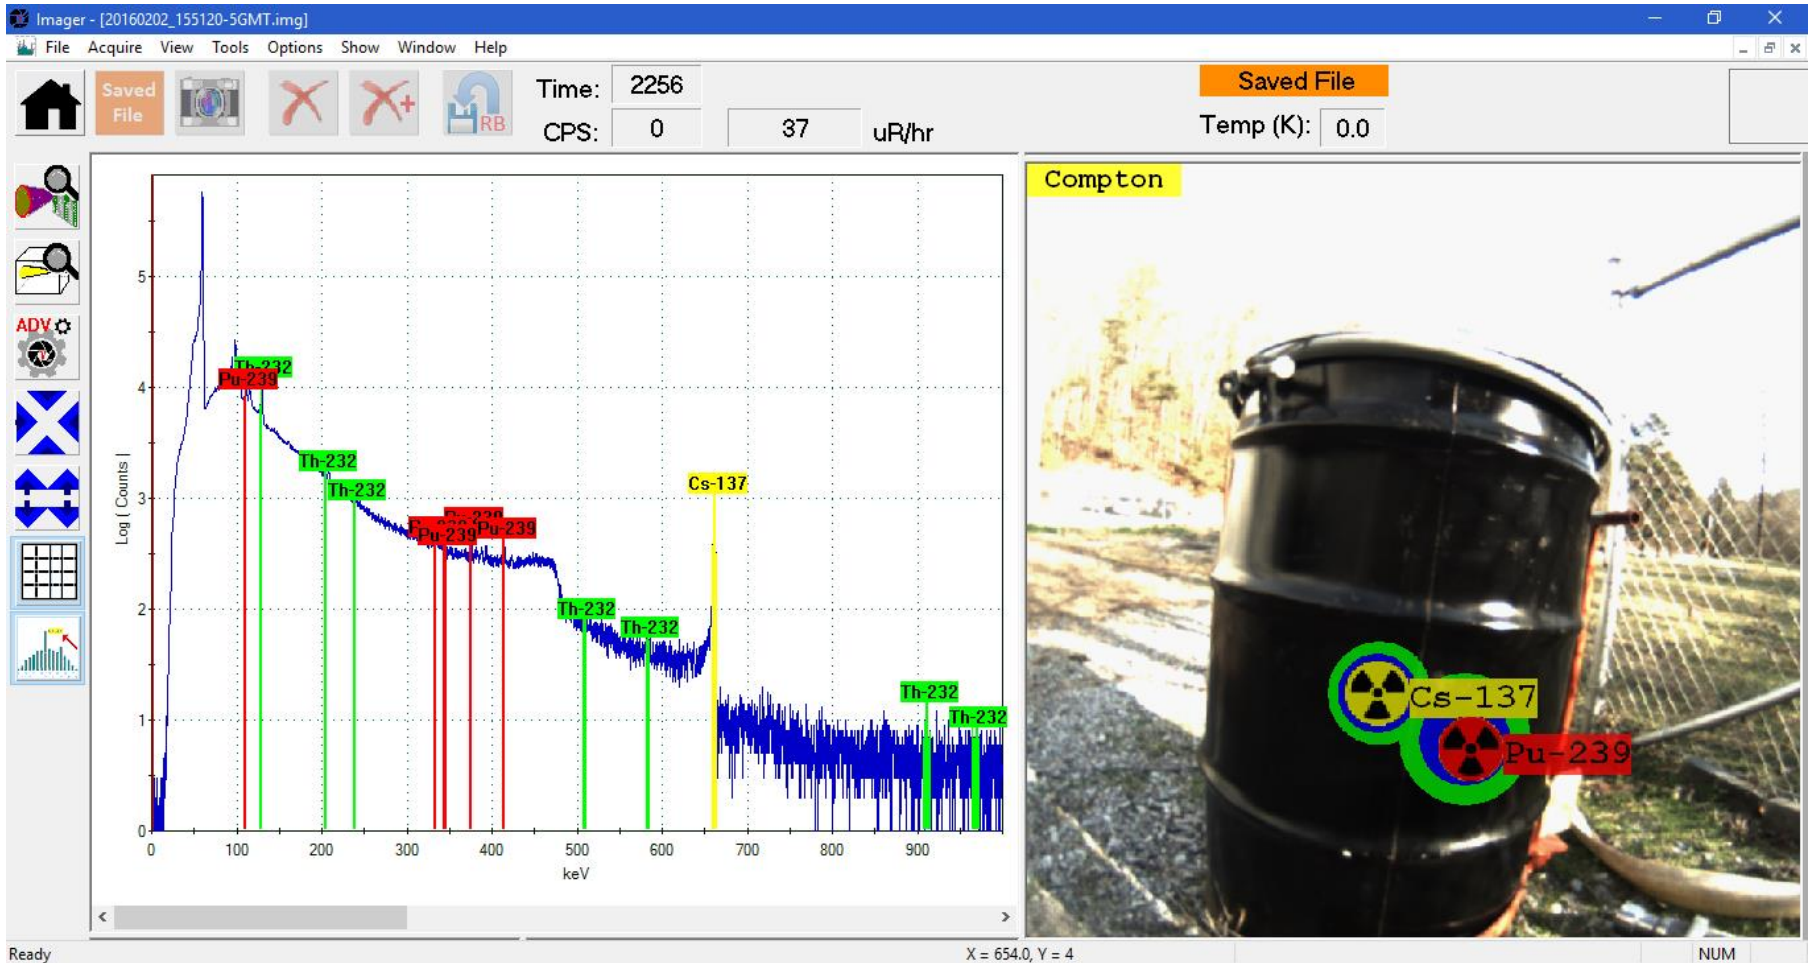 Imager - [20160202_155120-5GMT.img]
File Acquire View Tools Options Show Window Help
Saved File
RB
Time: 2256
CPS: 0 37 uR/hr
Saved File
Temp (K): 0.0
ADV
Compton
Log ( Counts )
5
4
3
2
1
0
Th-232
Pu-239
Th-232
Th-232
Pu-239
Pu-239
Pu-239
Cs-137
Th-232
Th-232
Th-232
Th-232
0 100 200 300 400 500 600 700 800 900
keV
Cs-137
Pu-239
Ready
X = 654.0, Y = 4
NUM